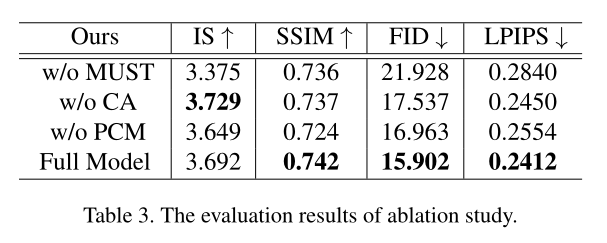 Ours IS ↑ SSIM ↑ FID ↓ LPIPS ↓
w/o MUST 3.375 0.736 21.928 0.2840
w/o CA 3.729 0.737 17.537 0.2450
w/o PCM 3.649 0.724 16.963 0.2554
Full Model 3.692 0.742 15.902 0.2412
Table 3. The evaluation results of ablation study.